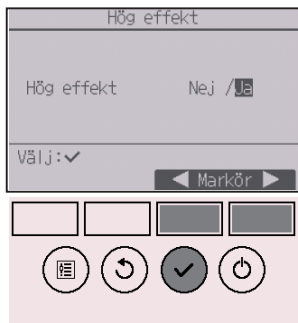 Hög effekt
Hög effekt Nej /Ja
Välj:✓
◀ Markör ▶